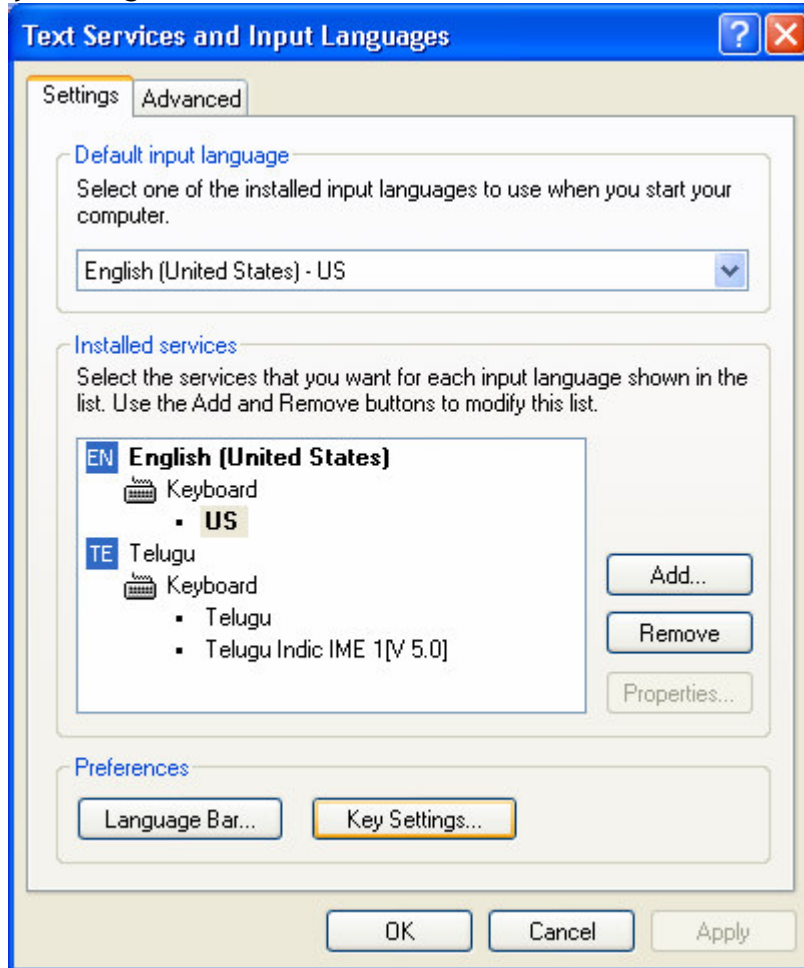 Text Services and Input Languages
Settings
Advanced
Default input language
Select one of the installed input languages to use when you start your
computer.
English (United States) - US
Installed services
Select the services that you want for each input language shown in the
list. Use the Add and Remove buttons to modify this list.
EN English (United States)
Keyboard
US
TE Telugu
Keyboard
Telugu
Telugu Indic IME 1[V 5.0]
Add...
Remove
Properties...
Preferences
Language Bar...
Key Settings...
OK
Cancel
Apply